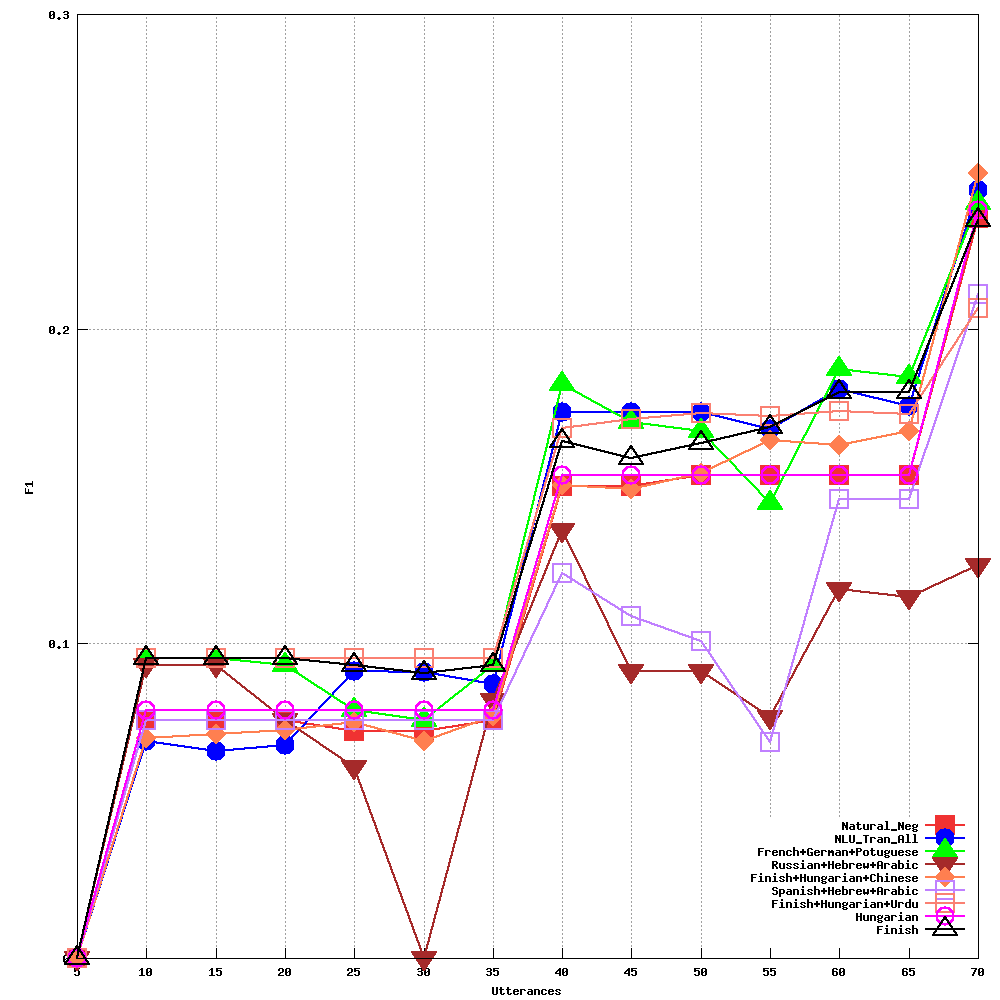 0.3
0.2
0.1
0
F1
5 10 15 20 25 30 35 40 45 50 55 60 65 70
Utterances
Natural_Neg
NLU_Tran_All
French+German+Potuguese
Russian+Hebrew+Arabic
Finish+Hungarian+Chinese
Spanish+Hebrew+Arabic
Finish+Hungarian+Urdu
Hungarian
Finish